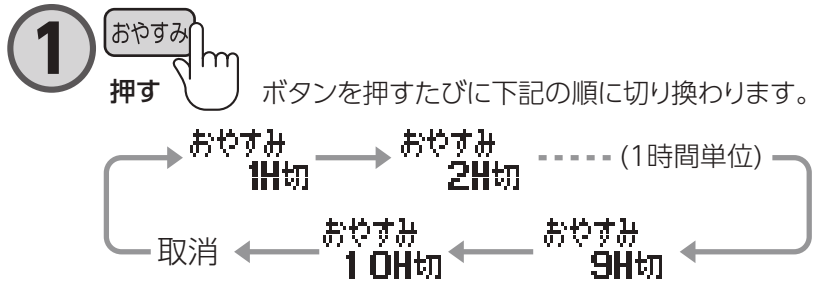 1
おやすみ
押す
ボタンを押すたびに下記の順に切り換わります。
おやすみ
1H切
おやすみ
2H切
(1時間単位)
取消
おやすみ
10H切
おやすみ
9H切